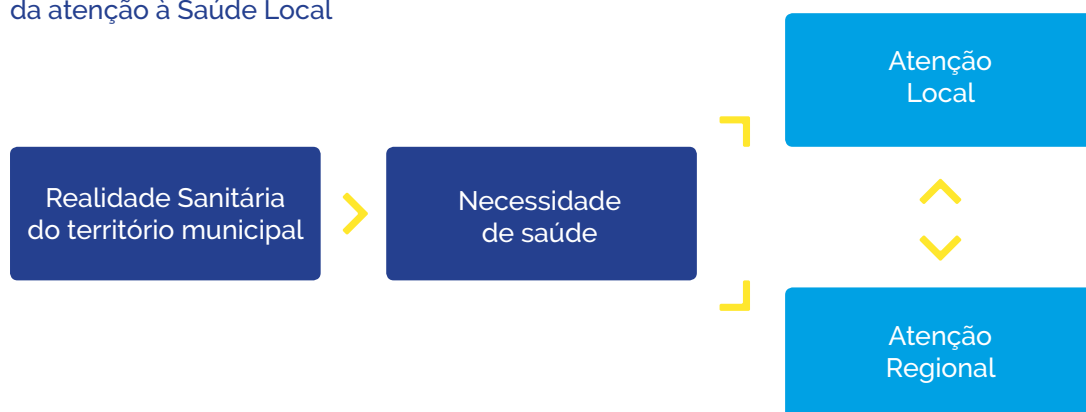 da atenção à Saúde Local
Atenção
Local
Realidade Sanitária
do território municipal
Necessidade
de saúde
Atenção
Regional